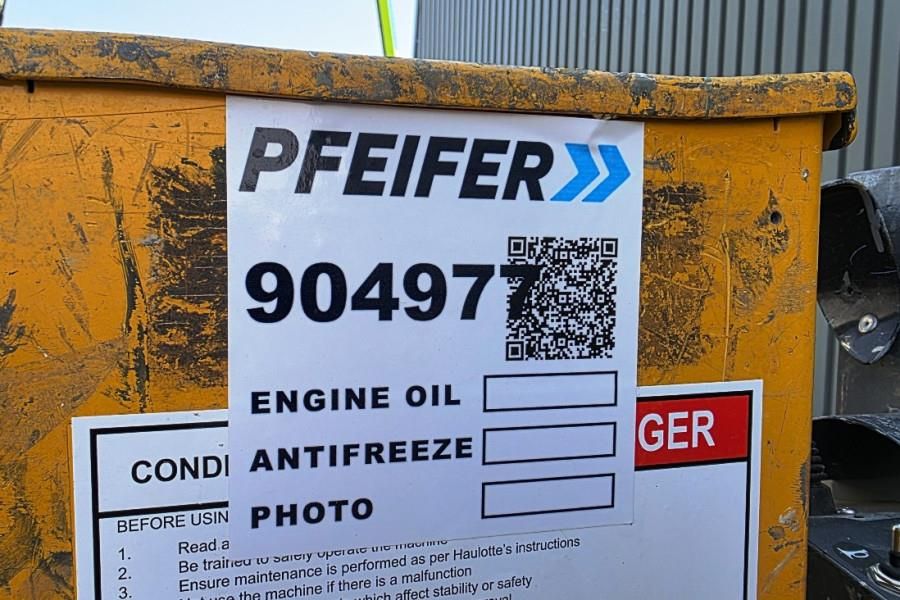 PFEIFER
904977
ENGINE OIL
ANTIFREEZE
PHOTO
CONDI
GER
BEFORE USIN
1. Read a
2. Be trained to safely operate the machine
3. Ensure maintenance is performed as per Haulotte's instructions
use the machine if there is a malfunction
which affect stability or safety